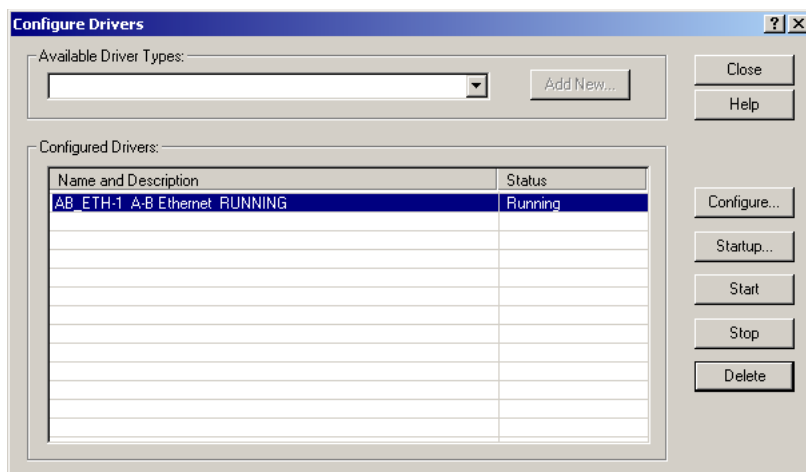 Configure Drivers
Available Driver Types:
Add New...
Close
Help
Configured Drivers:
Name and Description Status
AB_ETH-1 A-B Ethernet RUNNING Running
Configure...
Startup...
Start
Stop
Delete